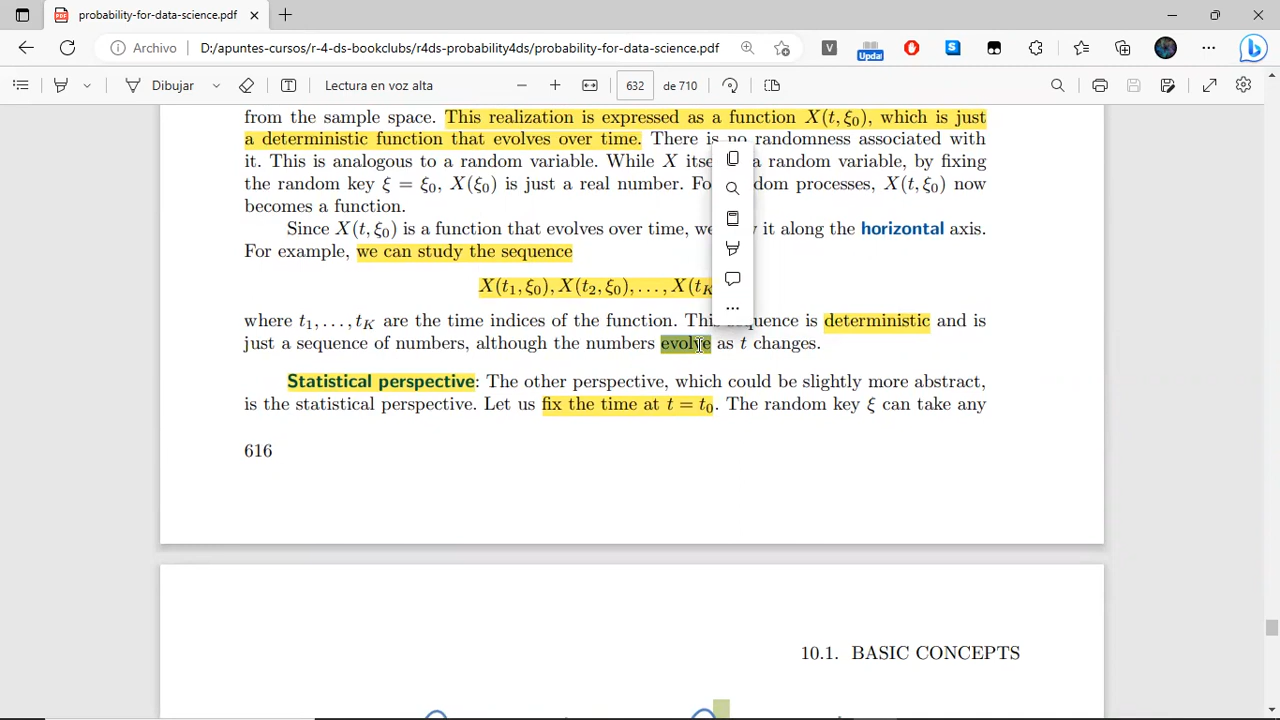 probability-for-data-science.pdf
Archivo
D:/apuntes-cursos/r-4-ds-bookclubs/r4ds-probability4ds/probability-for-data-science.pdf
V
Updat
S
Dibujar
Lectura en voz alta
632
de 710
from the sample space. This realization is expressed as a function X(t, ξ₀), which is just
a deterministic function that evolves over time. There is no randomness associated with
it. This is analogous to a random variable. While X itse a random variable, by fixing
the random key ξ = ξ₀, X(ξ₀) is just a real number. Fo dom processes, X(t, ξ₀) now
becomes a function.
Since X(t, ξ₀) is a function that evolves over time, we it along the horizontal axis.
For example, we can study the sequence
X(t₁, ξ₀), X(t₂, ξ₀), . . . , X(t_K
where t₁, . . . , t_K are the time indices of the function. This sequence is deterministic and is
just a sequence of numbers, although the numbers evolve as t changes.
Statistical perspective: The other perspective, which could be slightly more abstract,
is the statistical perspective. Let us fix the time at t = t₀. The random key ξ can take any
616
10.1. BASIC CONCEPTS